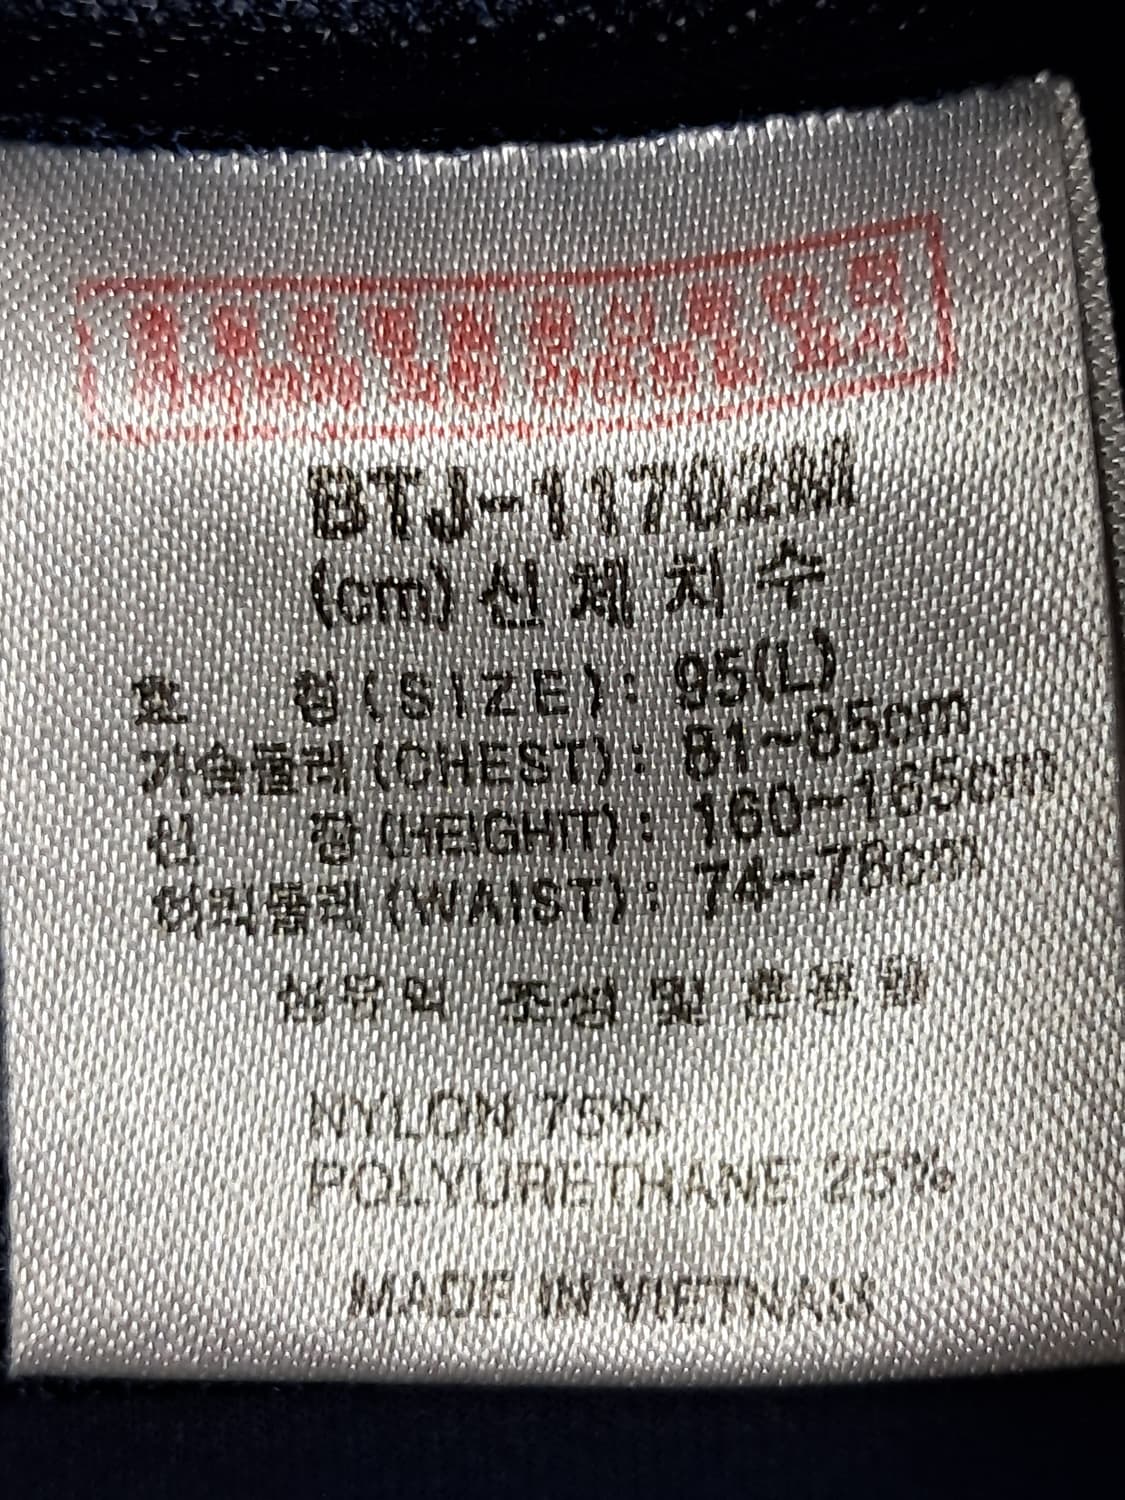 BTJ-11702M
(cm) 신체치수
호 칭(SIZE): 95(L)
가슴둘레(CHEST): 81~85cm
신 장(HEIGHT): 160~165cm
허리둘레(WAIST): 74~78cm
섬유의 조성 및 혼용율
NYLON 75%
POLYURETHANE 25%
MADE IN VIETNAM